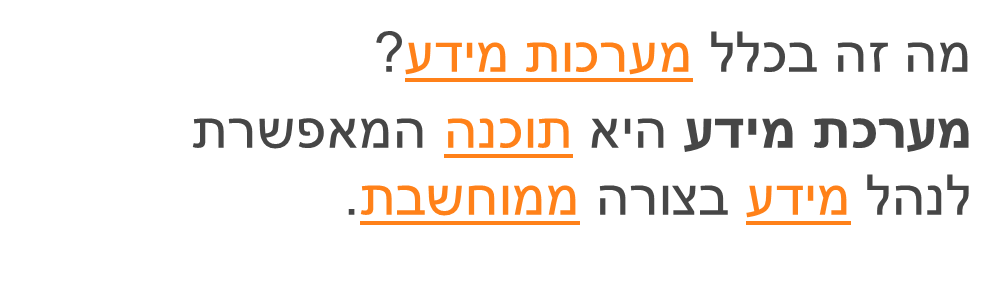 מה זה בכלל מערכות מידע?
מערכת מידע היא תוכנה המאפשרת
לנהל מידע בצורה ממוחשבת.